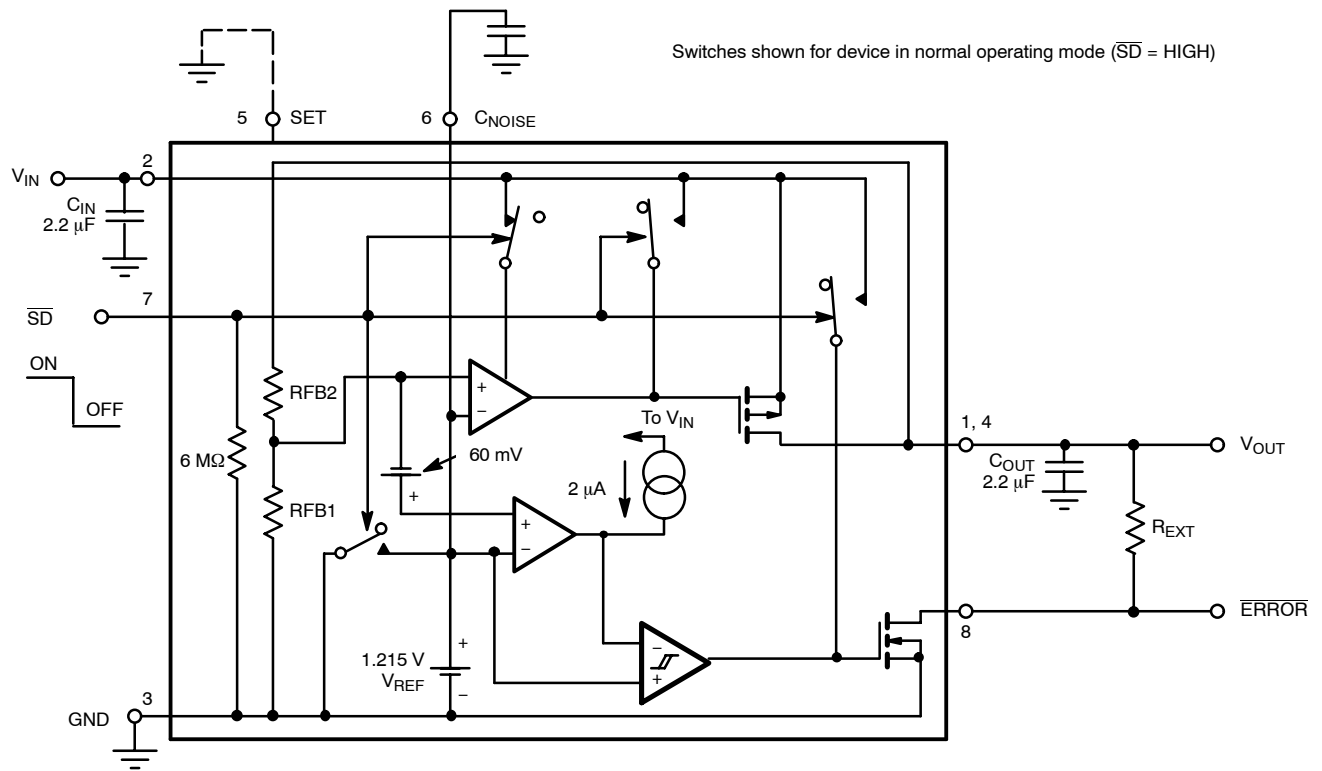 Switches shown for device in normal operating mode (SD = HIGH)
5 SET
6 CNOISE
VIN
2
CIN
2.2 μF
SD
7
ON
OFF
RFB2
6 MΩ
RFB1
+
−
60 mV
+
To VIN
2 μA
+
−
1, 4
VOUT
COUT
2.2 μF
REXT
ERROR
8
−
+
1.215 V
VREF
+
−
GND
3